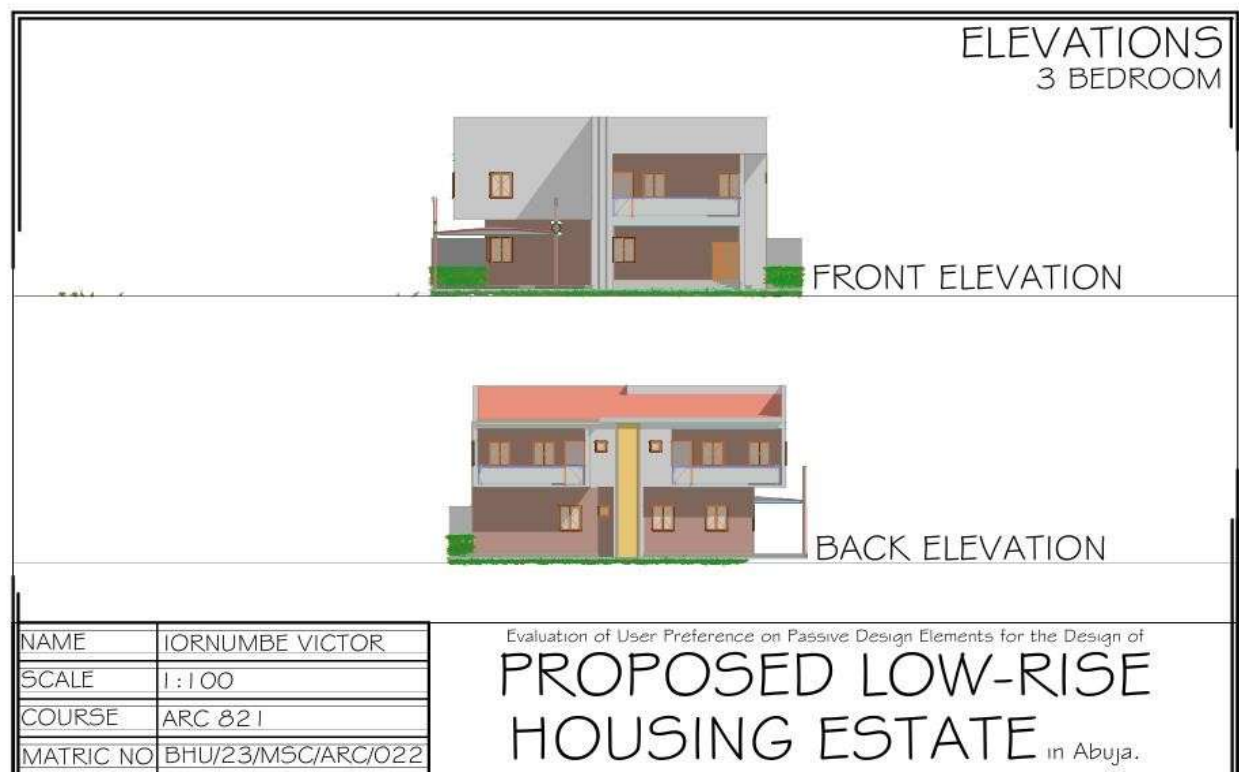 ELEVATIONS
3 BEDROOM
FRONT ELEVATION
BACK ELEVATION
NAME IORNUMBE VICTOR
SCALE 1:100
COURSE ARC 821
MATRIC NO BHU/23/MSC/ARC/022
Evaluation of User Preference on Passive Design Elements for the Design of
PROPOSED LOW-RISE
HOUSING ESTATE in Abuja.